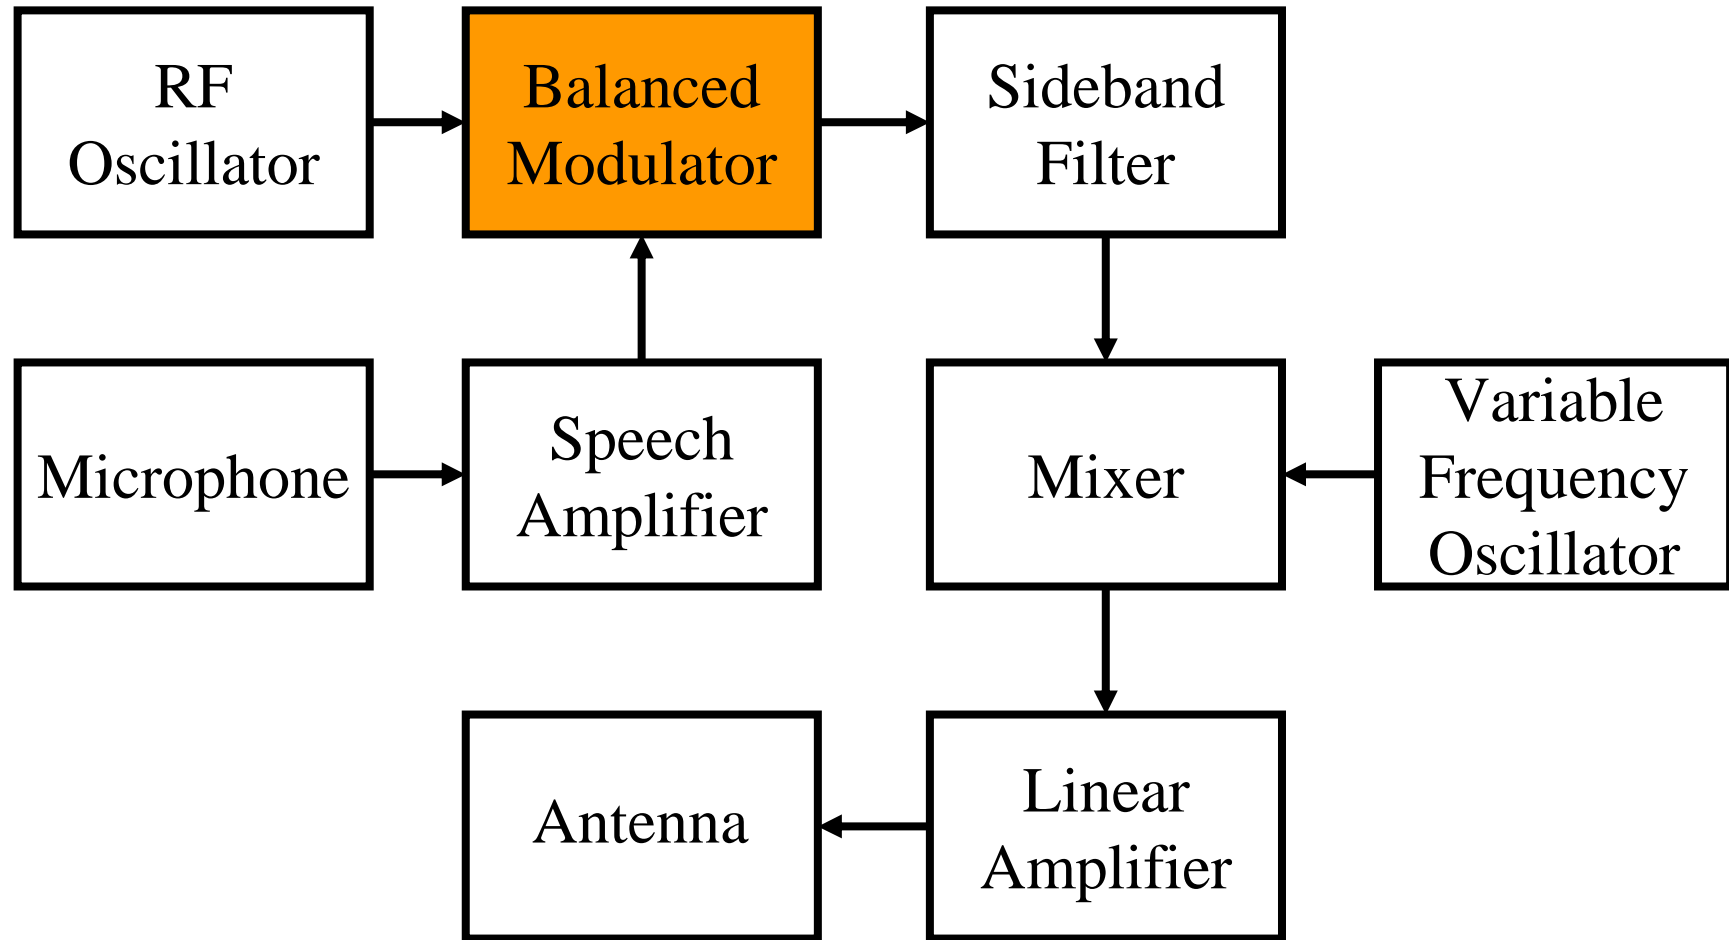 RF
Oscillator
Balanced
Modulator
Sideband
Filter
Microphone
Speech
Amplifier
Mixer
Variable
Frequency
Oscillator
Antenna
Linear
Amplifier